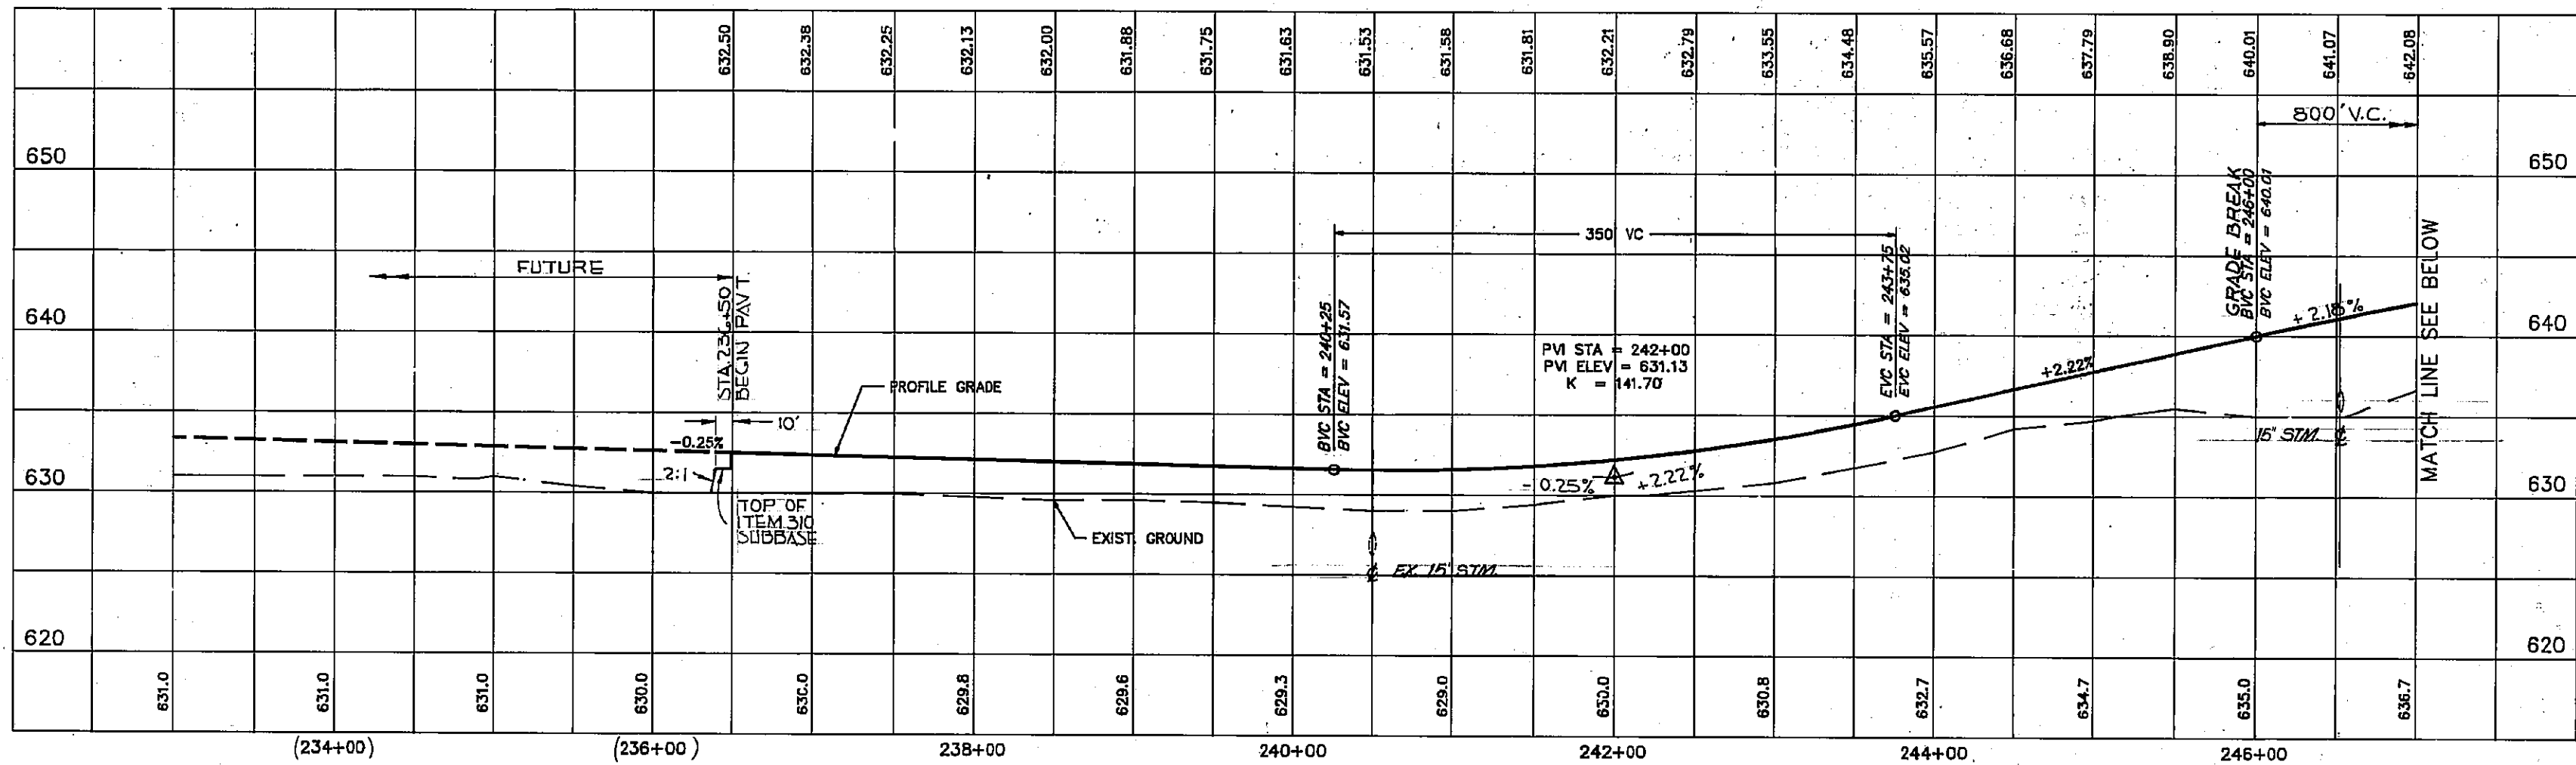 632.50
632.38
632.25
632.13
632.00
631.88
631.75
631.63
631.53
631.58
631.81
632.21
632.79
633.55
634.48
635.57
636.68
637.79
638.90
640.01
641.07
642.08
800' V.C.
650
650
GRADE BREAK
BVC STA = 246+00
BVC ELEV = 640.01
350' VC
FUTURE
STA. 236+50
BEGIN PAV'T.
BVC STA = 240+25
BVC ELEV = 631.57
EVC STA = 243+75
EVC ELEV = 635.02
MATCH LINE SEE BELOW
+ 2.18%
640
640
PVI STA = 242+00
PVI ELEV = 631.13
K = 141.70
+2.22%
PROFILE GRADE
10'
-0.25%
15" STM.
2:1
630
630
- 0.25%
+2.22%
TOP OF
ITEM 310
SUBBASE
EXIST. GROUND
EX. 15" STM.
620
620
631.0
631.0
631.0
630.0
630.0
629.8
629.6
629.3
629.0
630.0
630.8
632.7
634.7
635.0
636.7
(234+00)
(236+00)
238+00
240+00
242+00
244+00
246+00